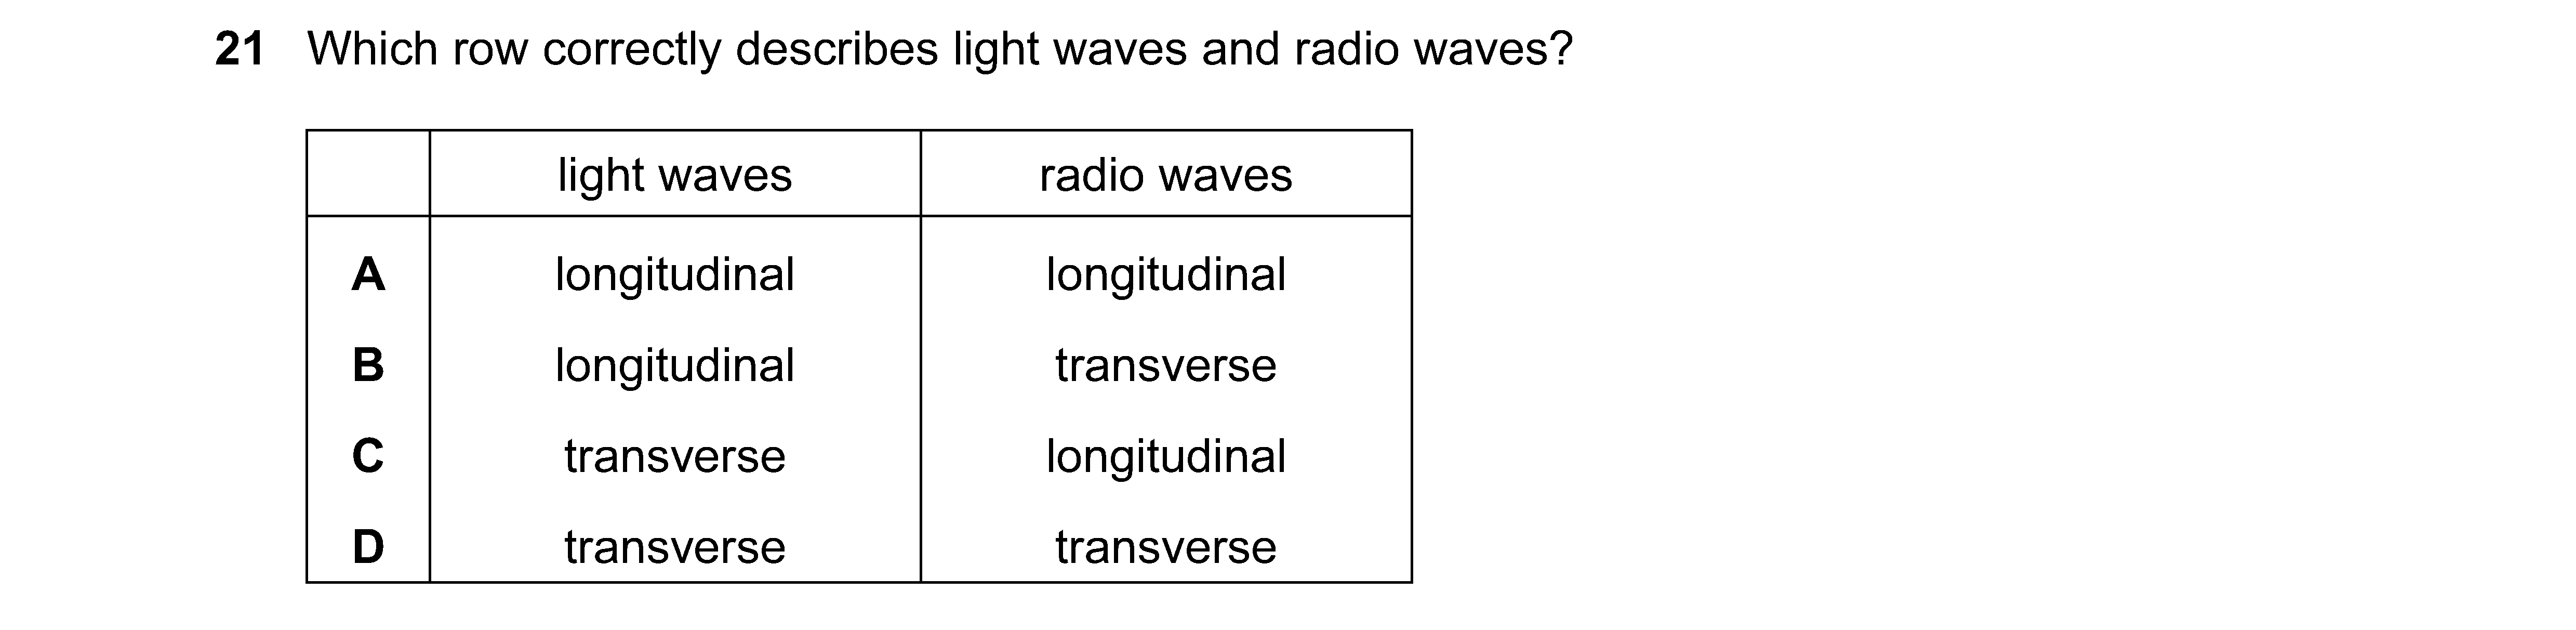 21 Which row correctly describes light waves and radio waves?
light waves radio waves
A longitudinal longitudinal
B longitudinal transverse
C transverse longitudinal
D transverse transverse